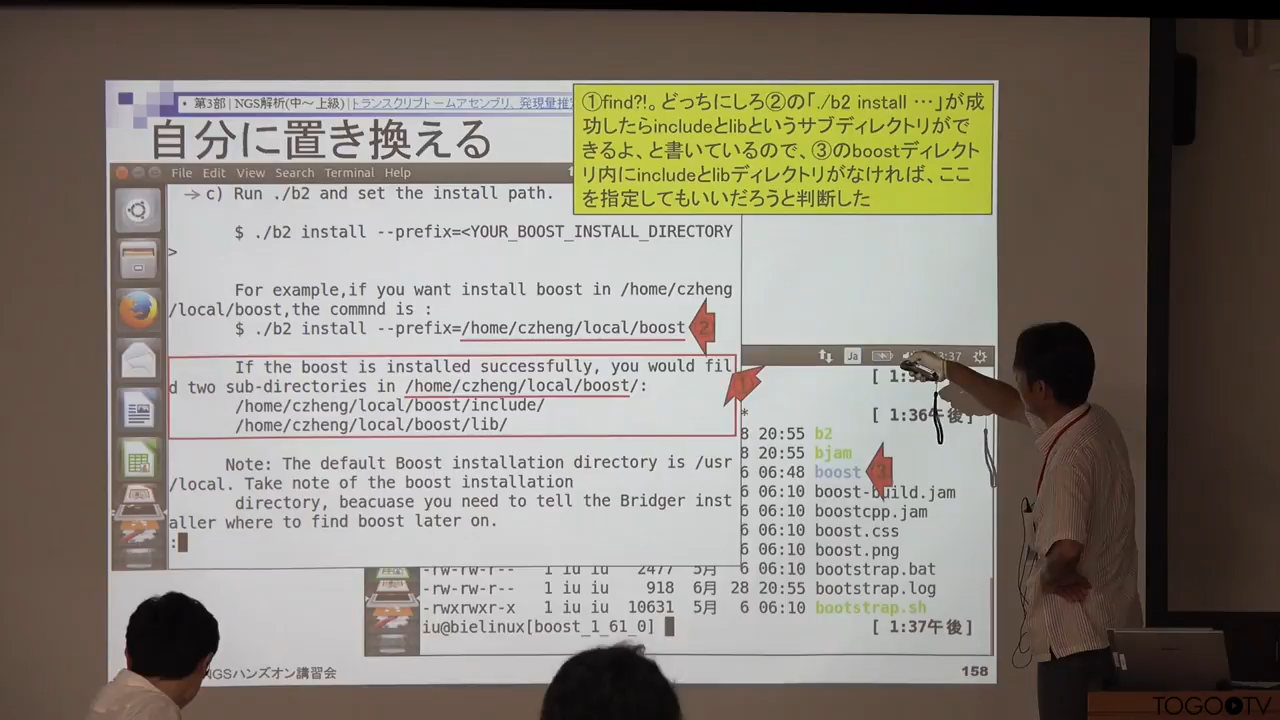 • 第3部 | NGS解析(中～上級) | トランスクリプトームアセンブリ、発現量推定
自分に置き換える
①find?!。どっちにしろ②の「./b2 install …」が成
功したらincludeとlibというサブディレクトリがで
きるよ、と書いているので、③のboostディレクト
リ内にincludeとlibディレクトリがなければ、ここ
を指定してもいいだろうと判断した
File Edit View Search Terminal Help
→ c) Run ./b2 and set the install path.
$ ./b2 install --prefix=<YOUR_BOOST_INSTALL_DIRECTORY
>
For example,if you want install boost in /home/czheng
/local/boost,the commnd is :
$ ./b2 install --prefix=/home/czheng/local/boost
②
If the boost is installed successfully, you would fil
d two sub-directories in /home/czheng/local/boost/:
/home/czheng/local/boost/include/
/home/czheng/local/boost/lib/
①
Note: The default Boost installation directory is /usr
/local. Take note of the boost installation
directory, beacuse you need to tell the Bridger inst
aller where to find boost later on.
:
Ja
:37
* [ 1:36午後]
8 20:55 b2
8 20:55 bjam
6 06:48 boost
③
6 06:10 boost-build.jam
6 06:10 boostcpp.jam
6 06:10 boost.css
6 06:10 boost.png
-rw-rw-r-- 1 iu iu 2477 5月 6 06:10 bootstrap.bat
-rw-rw-r-- 1 iu iu 918 6月 28 20:55 bootstrap.log
-rwxrwxr-x 1 iu iu 10631 5月 6 06:10 bootstrap.sh
iu@bielinux[boost_1_61_0] [ 1:37午後]
NGSハンズオン講習会
158
TOGOTV